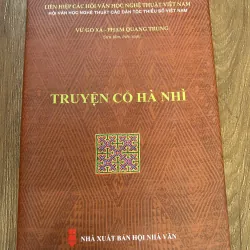 LIÊN HIỆP CÁC HỘI VĂN HỌC NGHỆ THUẬT VIỆT NAM
HỘI VĂN HỌC NGHỆ THUẬT CÁC DÂN TỘC THIỂU SỐ VIỆT NAM
VŨ GÓ XÁ - PHẠM QUANG TRUNG
TRUYỆN CỔ HÀ NHÌ
NHÀ XUẤT BẢN HỘI NHÀ VĂN